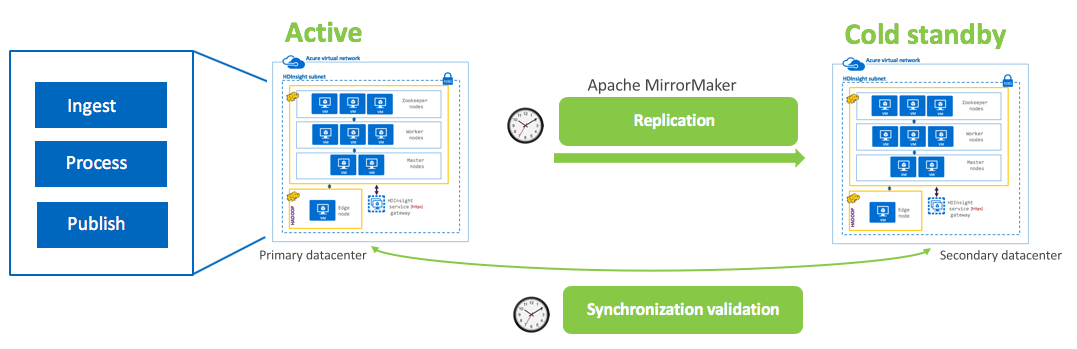 Active
Cold standby
Ingest
Process
Publish
Azure virtual network
HDInsight subnet
VM
VM
VM
Zookeeper
nodes
VM
VM
VM
Worker
nodes
VM
VM
Master
nodes
HADOOP
VM
Edge
node
HDInsight
service (https)
gateway
Primary datacenter
Apache MirrorMaker
Replication
Azure virtual network
HDInsight subnet
VM
VM
VM
Zookeeper
nodes
VM
VM
VM
Worker
nodes
VM
VM
Master
nodes
HADOOP
VM
Edge
node
HDInsight
service (https)
gateway
Secondary datacenter
Synchronization validation